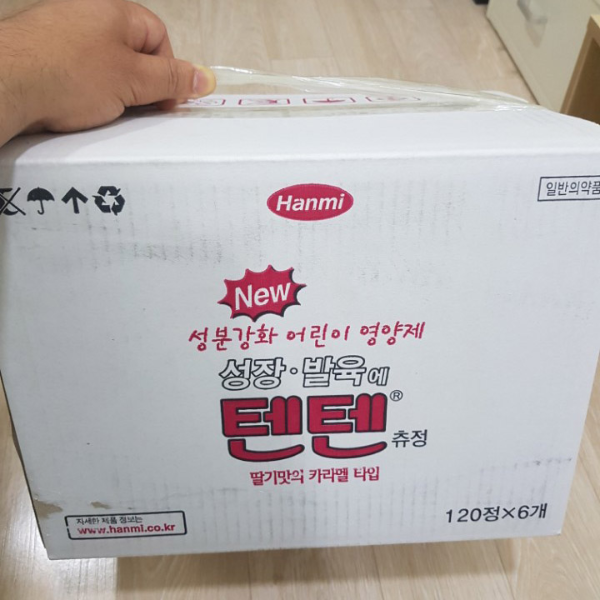 Hanmi
일반의약품
New
성분강화 어린이 영양제
성장·발육에
텐텐®
츄정
딸기맛의 카라멜 타입
자세한 제품 정보는
www.hanmi.co.kr
120정×6개